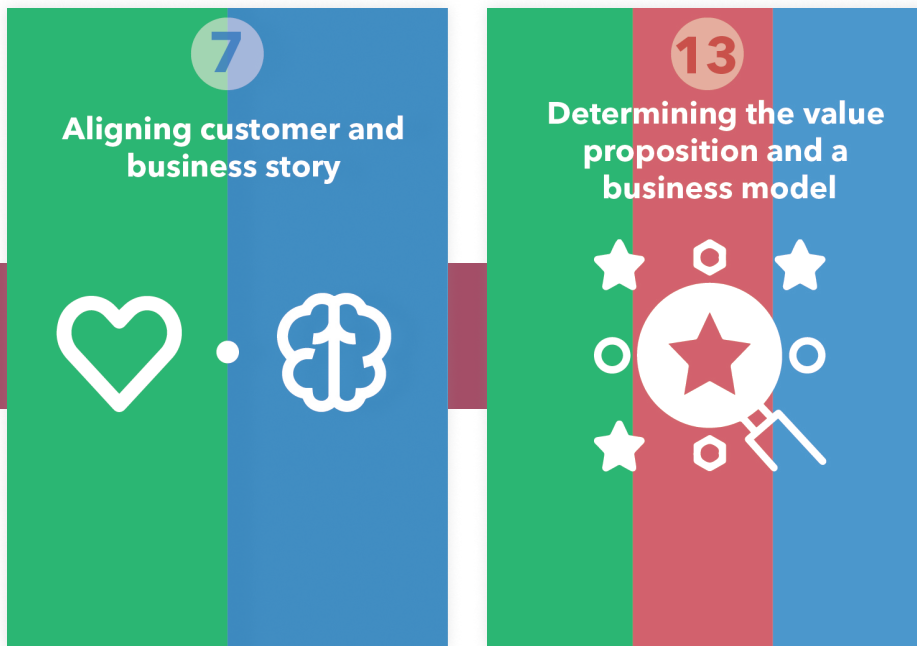 7
Aligning customer and
business story
13
Determining the value
proposition and a
business model